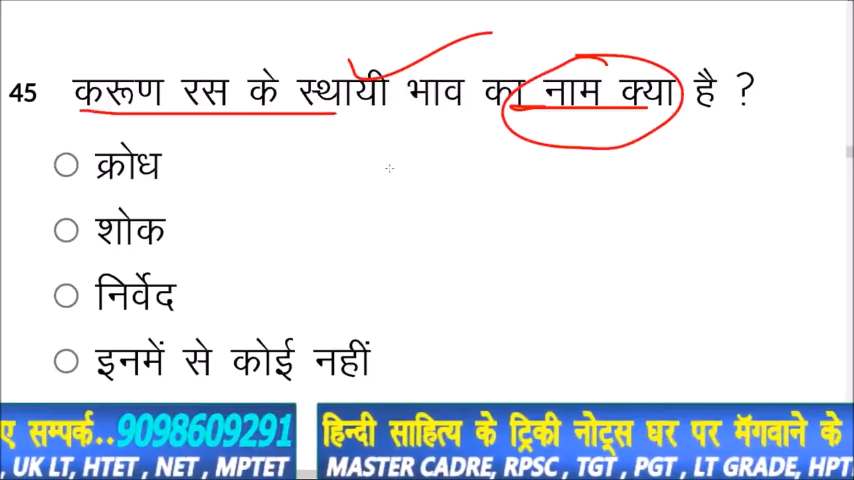 45 करूण रस के स्थायी भाव का नाम क्या है ?
क्रोध
शोक
निर्वेद
इनमें से कोई नहीं
ए सम्पर्क..9098609291 हिन्दी साहित्य के ट्रिकी नोट्स घर पर मॅगवाने के
, UK LT, HTET , NET , MPTET MASTER CADRE, RPSC , TGT , PGT , LT GRADE, HPT